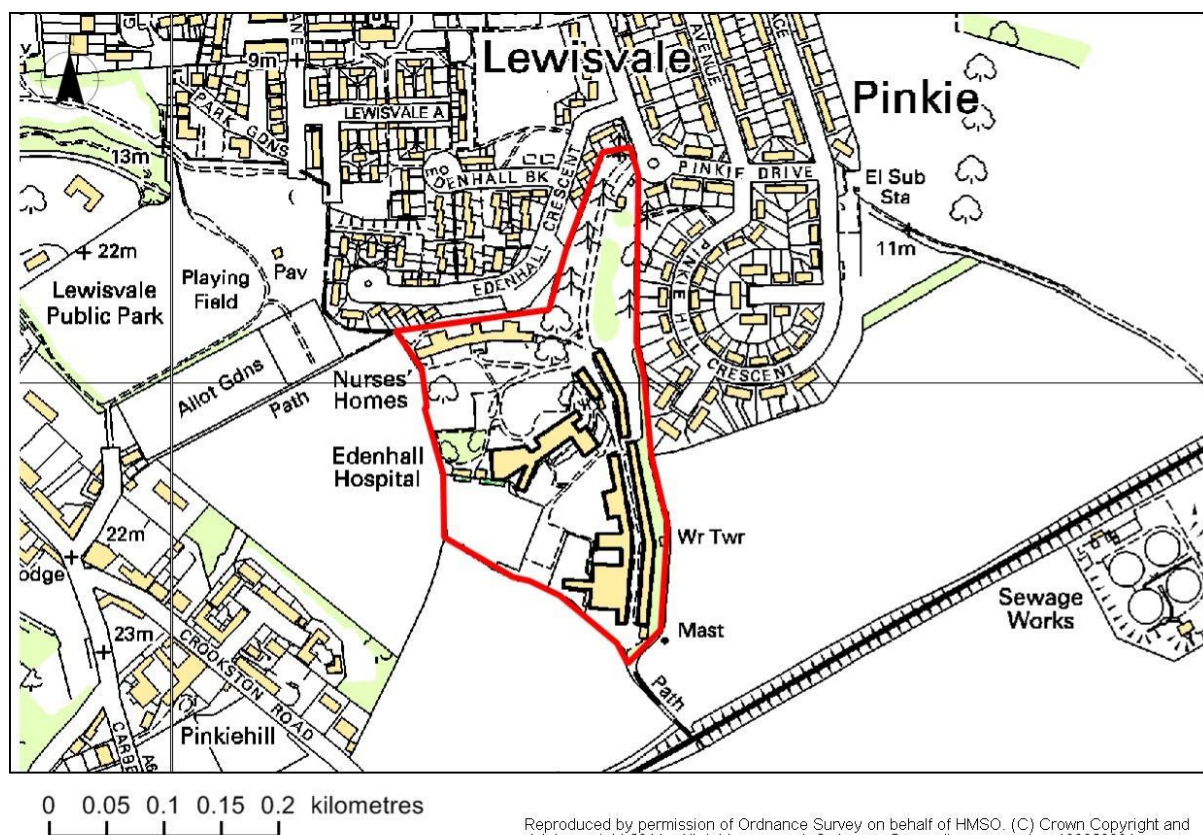 Lewisvale
Pinkie
9m
AVENUE
PARK GDNS
LEWISVALE A
13m
DENHALL BK
EDENHALL CRESCENT
PINKIE DRIVE
El Sub
Sta
11m
22m
Pav
Playing
Field
Lewisvale
Public Park
PINKIE H
CRESCENT
Allot Gdns
Path
Nurses'
Homes
Edenhall
Hospital
22m
odge
Wr Twr
Sewage
Works
23m
Mast
CROOKSTON ROAD
Path
Pinkiehill
CARBE
A6
0 0.05 0.1 0.15 0.2 kilometres
Reproduced by permission of Ordnance Survey on behalf of HMSO. (C) Crown Copyright and